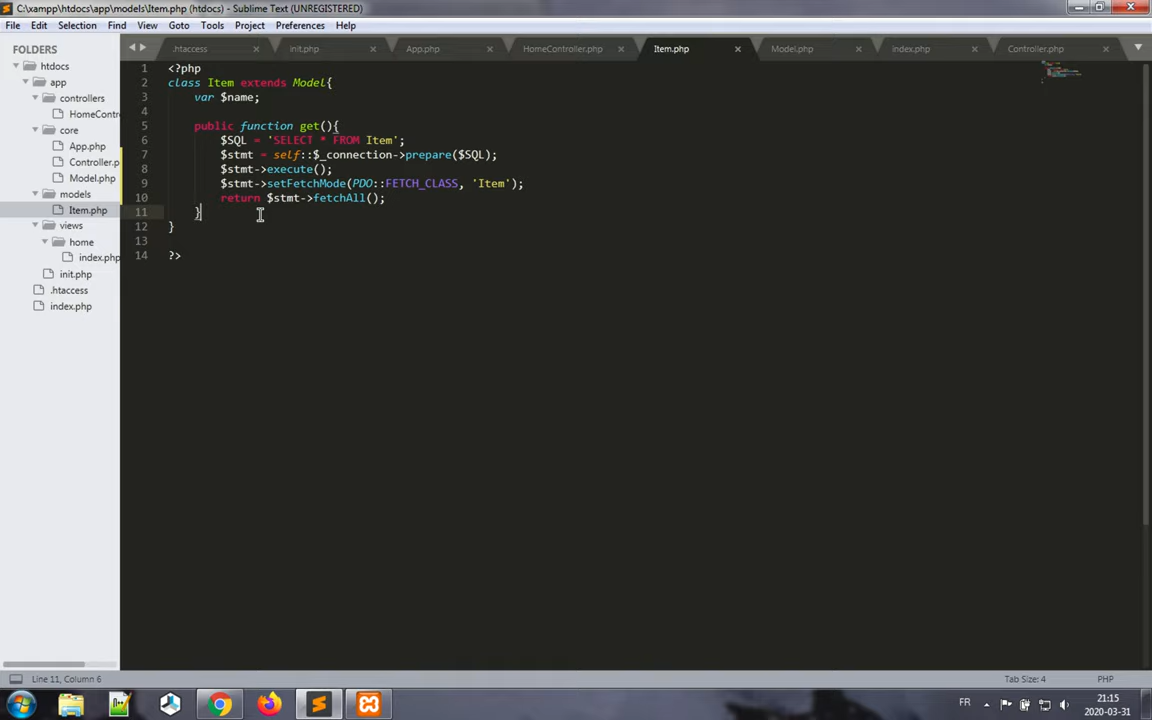 C:\xampp\htdocs\app\models\Item.php (htdocs) - Sublime Text (UNREGISTERED)
File Edit Selection Find View Goto Tools Project Preferences Help
FOLDERS
htdocs
app
controllers
HomeContr
core
App.php
Controller.p
Model.php
models
Item.php
views
home
index.php
init.php
.htaccess
index.php
.htaccess init.php App.php HomeController.php Item.php Model.php index.php Controller.php
1 <?php
2 class Item extends Model{
3 var $name;
4
5 public function get(){
6 $SQL = 'SELECT * FROM Item';
7 $stmt = self::$_connection->prepare($SQL);
8 $stmt->execute();
9 $stmt->setFetchMode(PDO::FETCH_CLASS, 'Item');
10 return $stmt->fetchAll();
11 }
12 }
13
14 ?>
Line 11, Column 6 Tab Size: 4 PHP
FR 21:15
2020-03-31